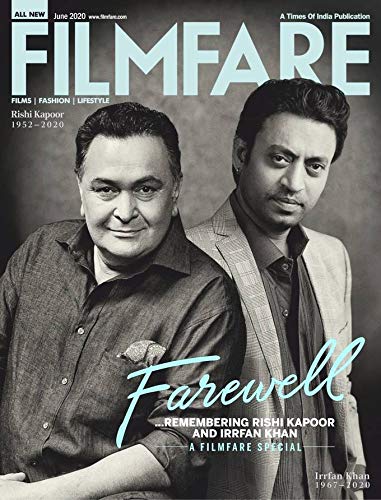 ALL NEW
June 2020 www.filmfare.com
A Times Of India Publication
FILMFARE
FILMS | FASHION | LIFESTYLE
Rishi Kapoor
1952–2020
Farewell
...REMEMBERING RISHI KAPOOR
AND IRRFAN KHAN
A FILMFARE SPECIAL
Irrfan Khan
1967–2020